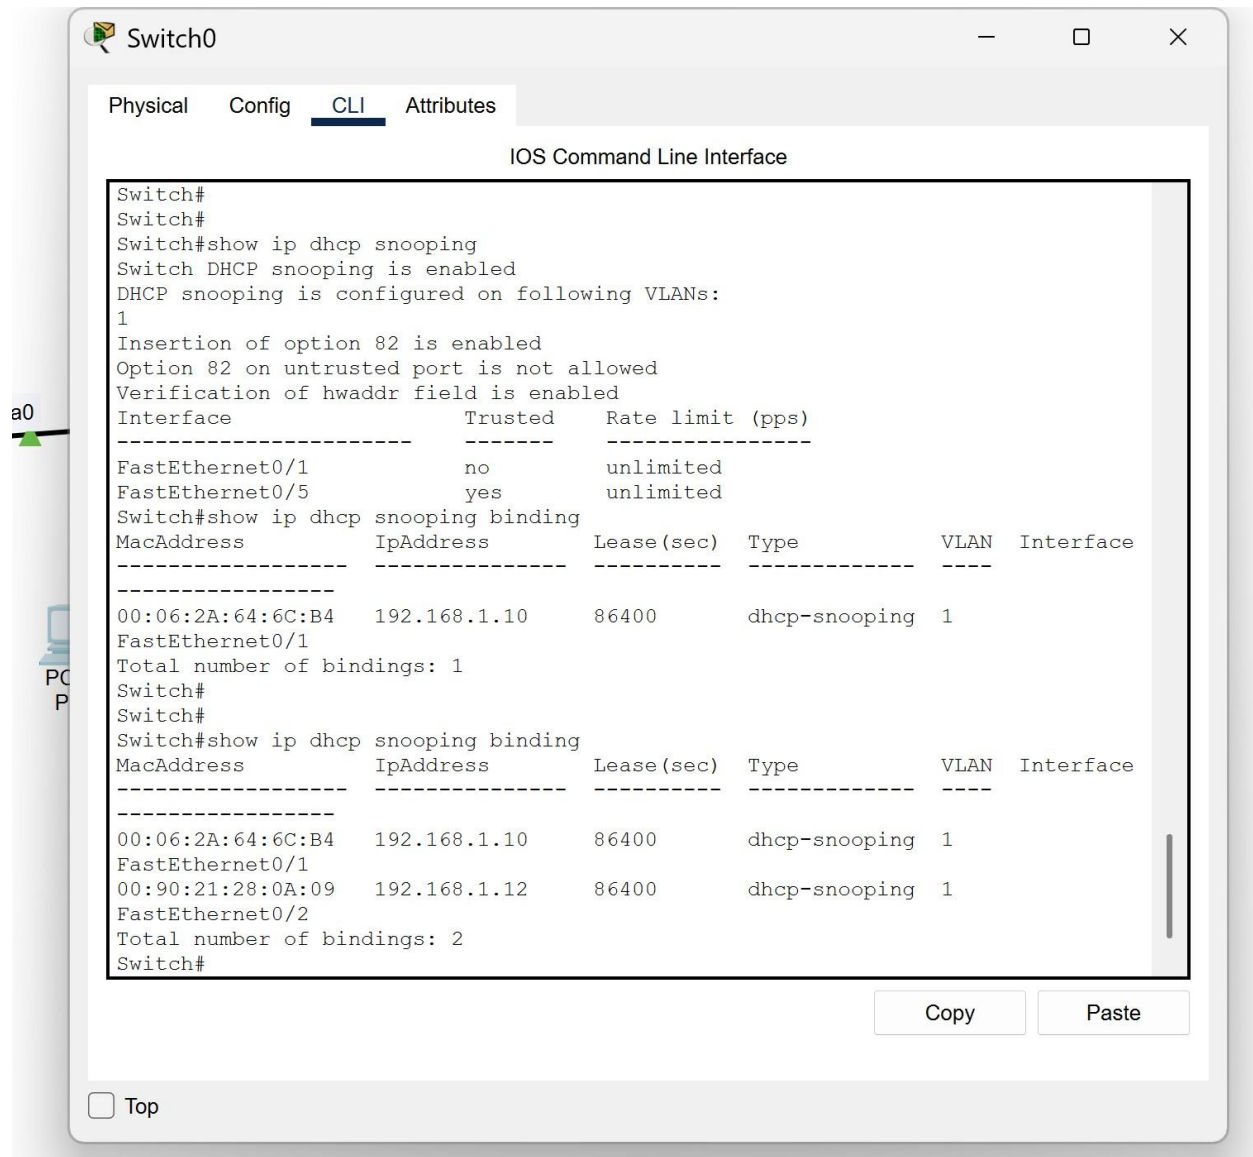 Switch0
Physical Config CLI Attributes
IOS Command Line Interface
Switch#
Switch#
Switch#show ip dhcp snooping
Switch DHCP snooping is enabled
DHCP snooping is configured on following VLANs:
1
Insertion of option 82 is enabled
Option 82 on untrusted port is not allowed
Verification of hwaddr field is enabled
Interface Trusted Rate limit (pps)
----------------------- ------- ----------------
FastEthernet0/1 no unlimited
FastEthernet0/5 yes unlimited
Switch#show ip dhcp snooping binding
MacAddress IpAddress Lease(sec) Type VLAN Interface
------------------ --------------- ---------- ------------- ----
-----------------
00:06:2A:64:6C:B4 192.168.1.10 86400 dhcp-snooping 1
FastEthernet0/1
Total number of bindings: 1
Switch#
Switch#
Switch#show ip dhcp snooping binding
MacAddress IpAddress Lease(sec) Type VLAN Interface
------------------ --------------- ---------- ------------- ----
-----------------
00:06:2A:64:6C:B4 192.168.1.10 86400 dhcp-snooping 1
FastEthernet0/1
00:90:21:28:0A:09 192.168.1.12 86400 dhcp-snooping 1
FastEthernet0/2
Total number of bindings: 2
Switch#
Copy Paste
Top
a0